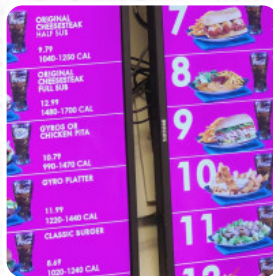 ORIGINAL
CHEESESTEAK
HALF SUB
9.79
1040-1250 CAL
ORIGINAL
CHEESESTEAK
FULL SUB
12.99
1480-1700 CAL
GYROS OR
CHICKEN PITA
10.79
990-1470 CAL
GYRO PLATTER
11.99
1220-1440 CAL
CLASSIC BURGER
8.69
1020-1240 CAL
7
8
9
10
11
12